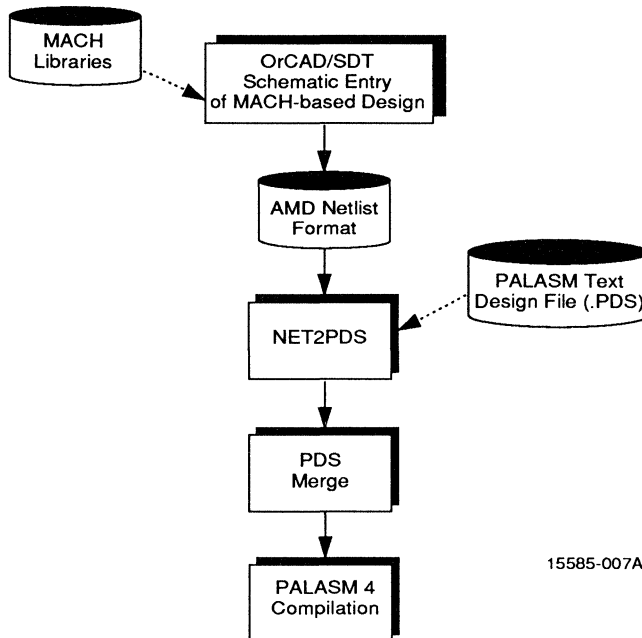 MACH
Libraries
OrCAD/SDT
Schematic Entry
of MACH-based Design
AMD Netlist
Format
PALASM Text
Design File (.PDS)
NET2PDS
PDS
Merge
15585-007A
PALASM 4
Compilation